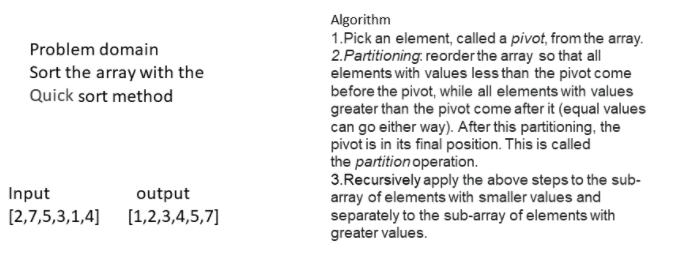 Problem domain
Sort the array with the
Quick sort method
Input output
[2,7,5,3,1,4] [1,2,3,4,5,7]
Algorithm
1.Pick an element, called a pivot, from the array.
2.Partitioning: reorder the array so that all
elements with values less than the pivot come
before the pivot, while all elements with values
greater than the pivot come after it (equal values
can go either way). After this partitioning, the
pivot is in its final position. This is called
the partition operation.
3.Recursively apply the above steps to the sub-
array of elements with smaller values and
separately to the sub-array of elements with
greater values.